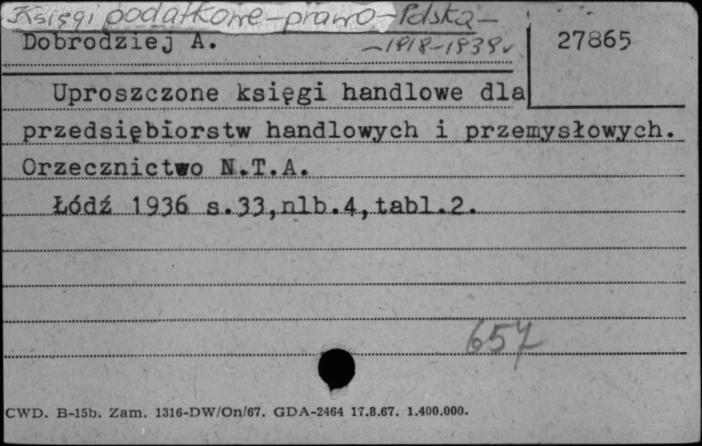 Księgi podatkowe - prawo - Polska -
- 1918-1939 r
Dobrodziej A.
27865
Uproszczone księgi handlowe dla
przedsiębiorstw handlowych i przemysłowych.
Orzecznictwo N.T.A.
Łódź 1936 s.33,nlb.4,tabl.2.
657
CWD. B-15b. Zam. 1316-DW/On/67. GDA-2464 17.8.67. 1.400.000.